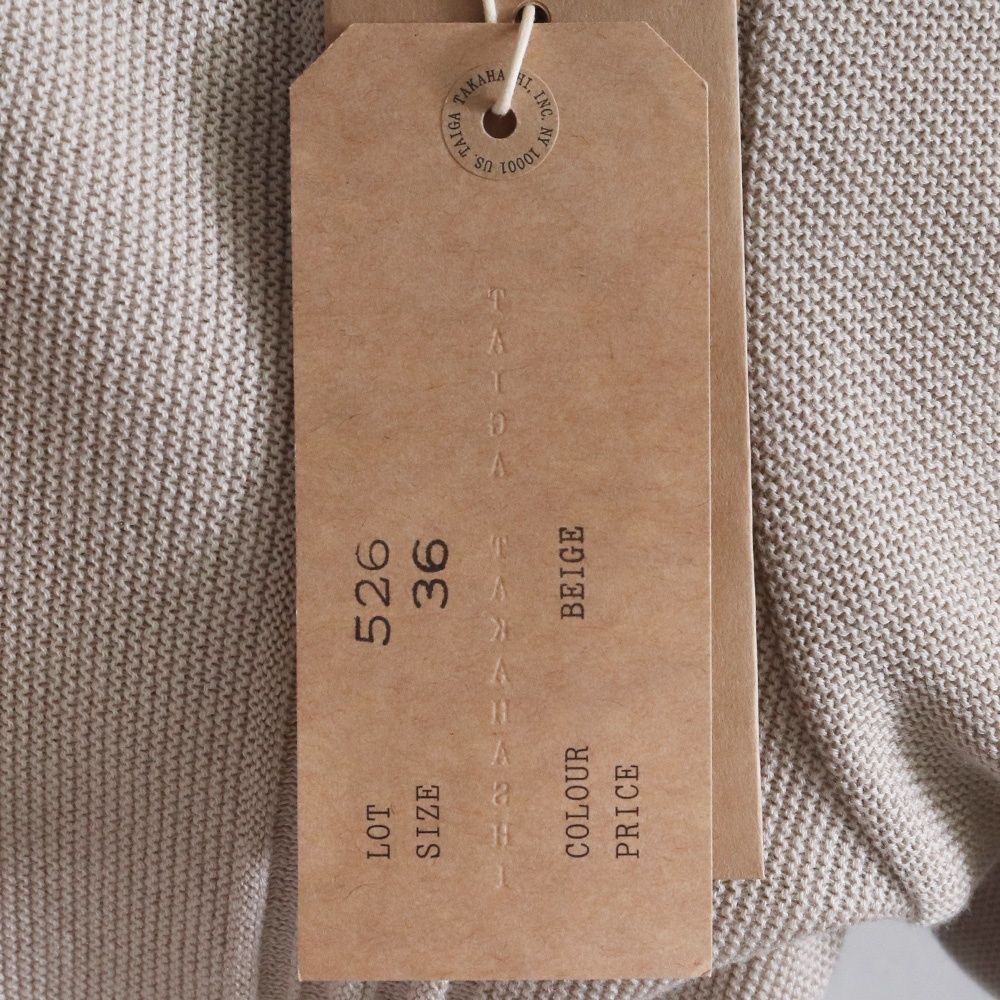 TAIGA TAKAHASHI, INC. NY 10001 US.
TAIGA TAKAHASHI
LOT 526
SIZE 36
COLOUR BEIGE
PRICE